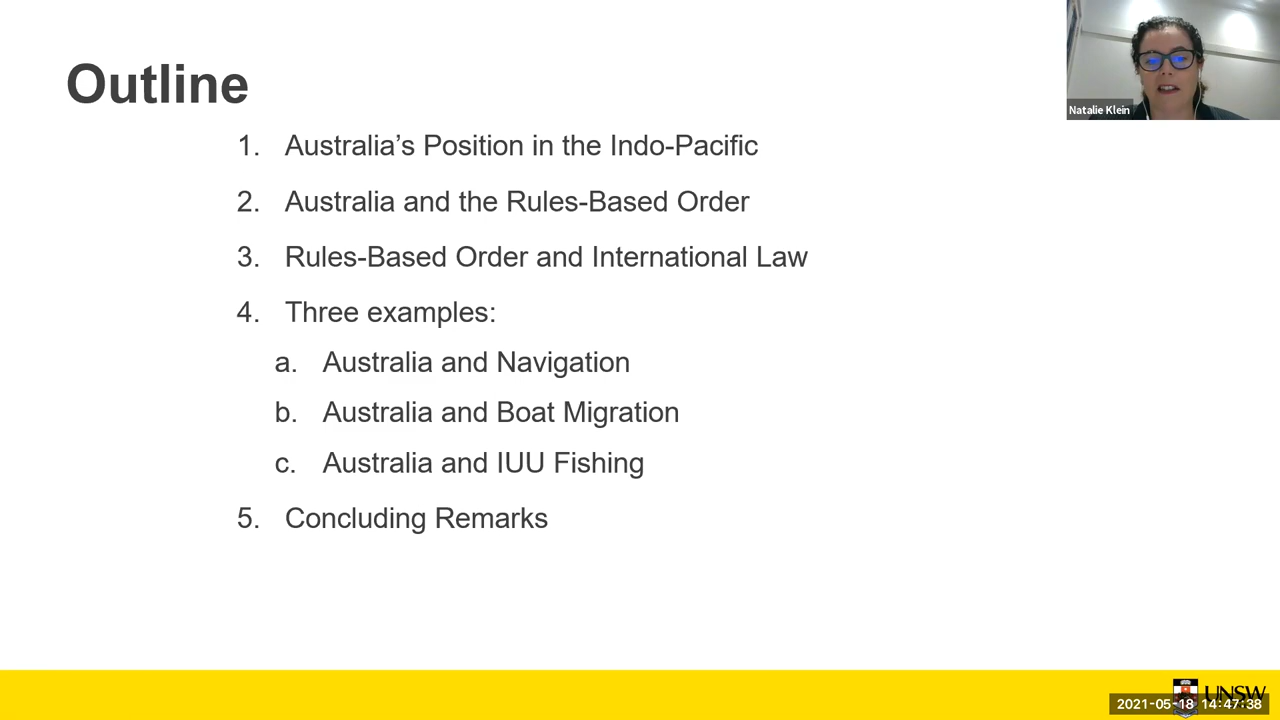 Outline
Natalie Klein
1. Australia’s Position in the Indo-Pacific
2. Australia and the Rules-Based Order
3. Rules-Based Order and International Law
4. Three examples:
a. Australia and Navigation
b. Australia and Boat Migration
c. Australia and IUU Fishing
5. Concluding Remarks
UNSW
2021-05-18 14:47:38